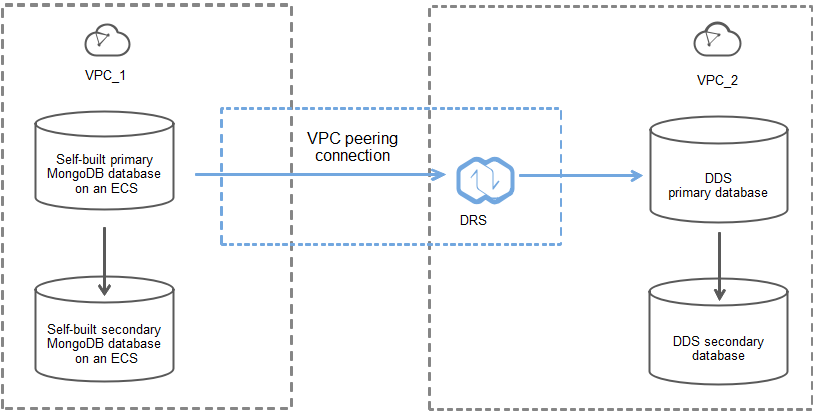 VPC_1
VPC_2
Self-built primary
MongoDB database
on an ECS
VPC peering
connection
DRS
DDS
primary database
Self-built secondary
MongoDB database
on an ECS
DDS secondary
database